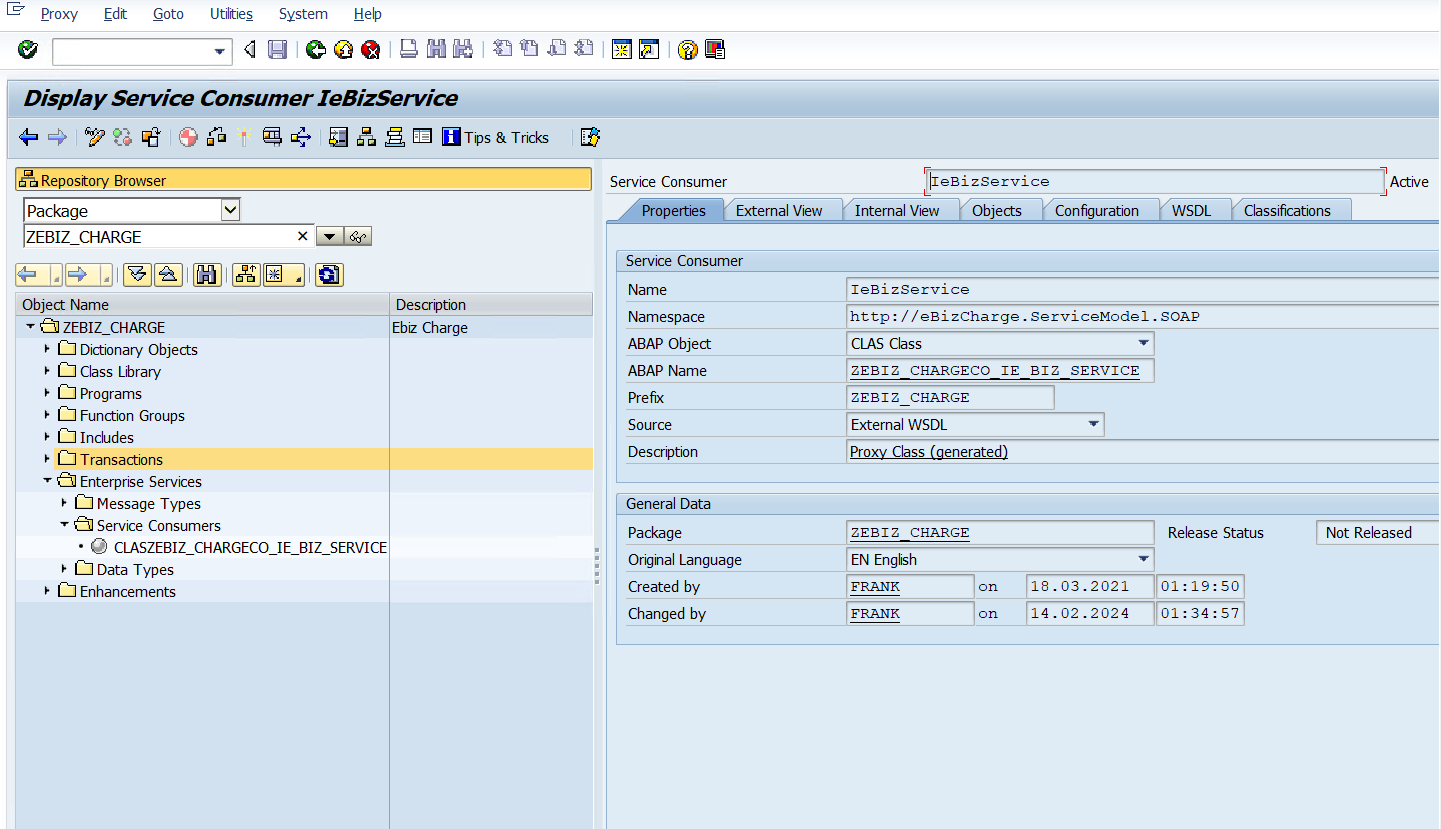 Proxy Edit Goto Utilities System Help
Display Service Consumer IeBizService
Tips & Tricks
Repository Browser
Package
ZEBIZ_CHARGE
Object Name Description
ZEBIZ_CHARGE Ebiz Charge
Dictionary Objects
Class Library
Programs
Function Groups
Includes
Transactions
Enterprise Services
Message Types
Service Consumers
CLASZEBIZ_CHARGECO_IE_BIZ_SERVICE
Data Types
Enhancements
Service Consumer IeBizService Active
Properties External View Internal View Objects Configuration WSDL Classifications
Service Consumer
Name IeBizService
Namespace http://eBizCharge.ServiceModel.SOAP
ABAP Object CLAS Class
ABAP Name ZEBIZ_CHARGECO_IE_BIZ_SERVICE
Prefix ZEBIZ_CHARGE
Source External WSDL
Description Proxy Class (generated)
General Data
Package ZEBIZ_CHARGE Release Status Not Released
Original Language EN English
Created by FRANK on 18.03.2021 01:19:50
Changed by FRANK on 14.02.2024 01:34:57